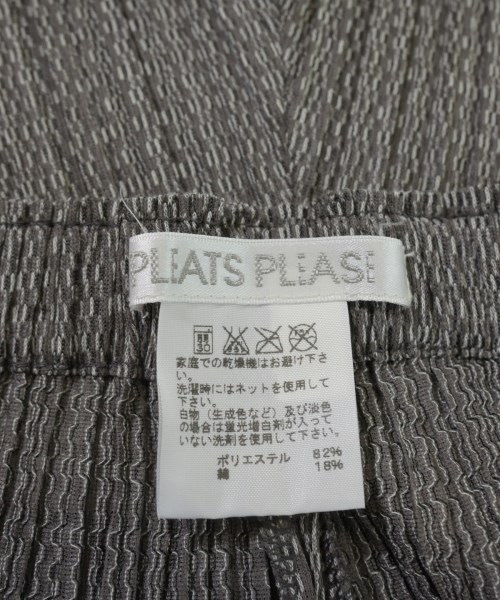 PLEATS PLEASE
弱
30
家庭での乾燥機はお避け下さ
い。
洗濯時にはネットを使用して
下さい。
白物（生成色など）及び淡色
の場合は蛍光増白剤が入って
いない洗剤を使用して下さい。
ポリエステル 82%
綿 18%